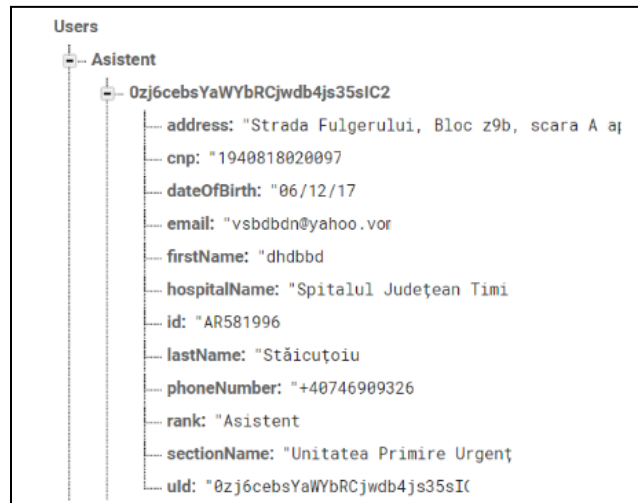 Users
Asistent
0zj6cebsYaWYbRCjwdb4js35sIC2
address: "Strada Fulgerului, Bloc z9b, scara A ap
cnp: "1940818020097
dateOfBirth: "06/12/17
email: "vsbdbdn@yahoo.vor
firstName: "dhdbbd
hospitalName: "Spitalul Județean Timi
id: "AR581996
lastName: "Stăicuțoiu
phoneNumber: "+40746909326
rank: "Asistent
sectionName: "Unitatea Primire Urgenț
uId: "0zj6cebsYaWYbRCjwdb4js35sI(